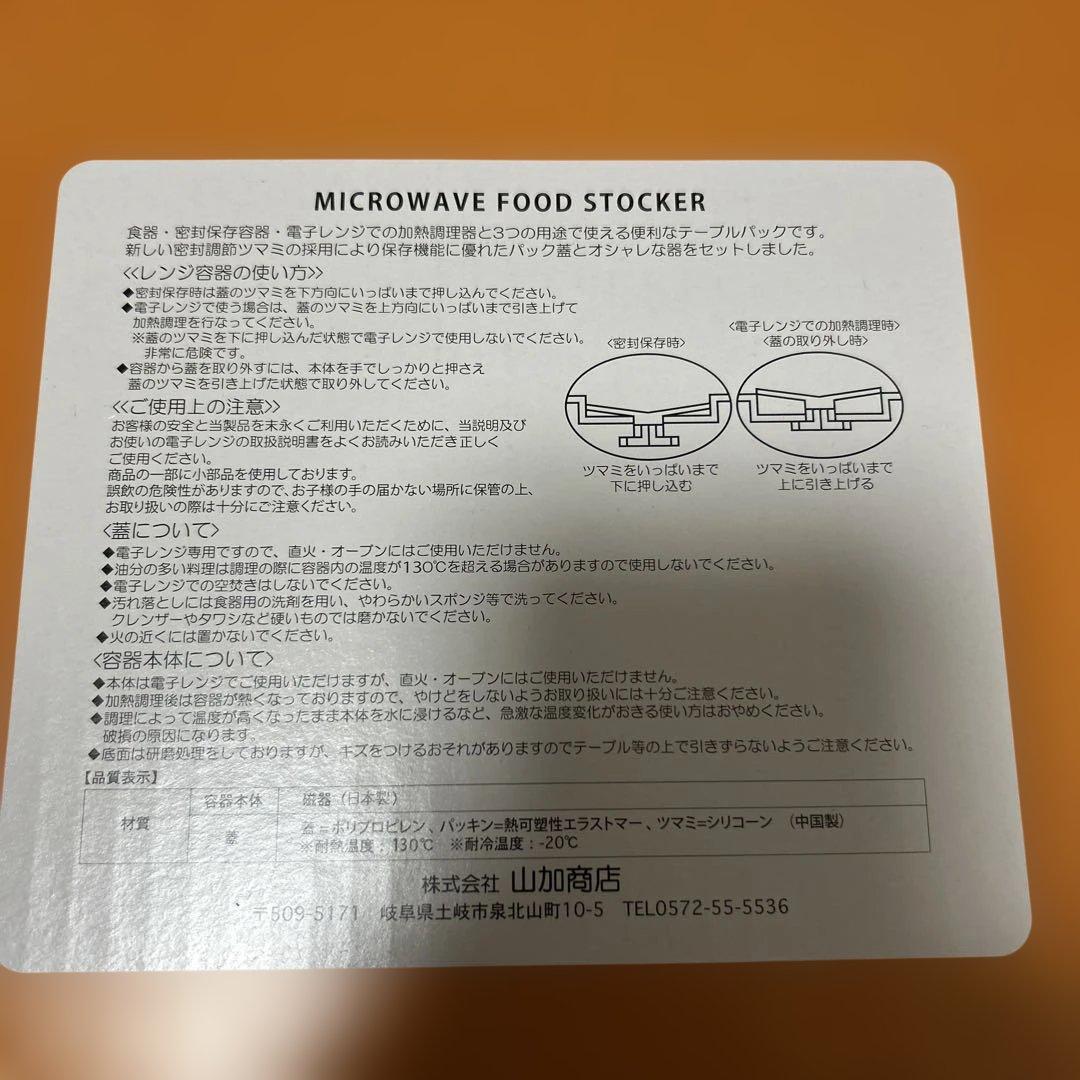 MICROWAVE FOOD STOCKER
食器・密封保存容器・電子レンジでの加熱調理器と3つの用途で使える便利なテーブルパックです。
新しい密封調節ツマミの採用により保存機能に優れたパック蓋とオシャレな器をセットしました。
《レンジ容器の使い方》
◆密封保存時は蓋のツマミを下方向にいっぱいまで押し込んでください。
◆電子レンジで使う場合は、蓋のツマミを上方向にいっぱいまで引き上げて
加熱調理を行なってください。
※蓋のツマミを下に押し込んだ状態で電子レンジで使用しないでください。
非常に危険です。
◆容器から蓋を取り外すには、本体を手でしっかりと押さえ
蓋のツマミを引き上げた状態で取り外してください。
〈密封保存時〉
ツマミをいっぱいまで
下に押し込む
〈電子レンジでの加熱調理時〉
〈蓋の取り外し時〉
ツマミをいっぱいまで
上に引き上げる
《ご使用上の注意》
お客様の安全と当製品を末永くご利用いただくために、当説明及び
お使いの電子レンジの取扱説明書をよくお読みいただき正しく
ご使用ください。
商品の一部に小部品を使用しております。
誤飲の危険性がありますので、お子様の手の届かない場所に保管の上、
お取り扱いの際は十分にご注意ください。
〈蓋について〉
◆電子レンジ専用ですので、直火・オーブンにはご使用いただけません。
◆油分の多い料理は調理の際に容器内の温度が130℃を超える場合がありますので使用しないでください。
◆電子レンジでの空焚きはしないでください。
◆汚れ落としには食器用の洗剤を用い、やわらかいスポンジ等で洗ってください。
クレンザーやタワシなど硬いものでは磨かないでください。
◆火の近くには置かないでください。
〈容器本体について〉
◆本体は電子レンジでご使用いただけますが、直火・オーブンにはご使用いただけません。
◆加熱調理後は容器が熱くなっておりますので、やけどをしないようお取り扱いには十分ご注意ください。
◆調理によって温度が高くなったまま本体を水に浸けるなど、急激な温度変化がおきる使い方はおやめください。
破損の原因になります。
◆底面は研磨処理をしておりますが、キズをつけるおそれがありますのでテーブル等の上で引きずらないようご注意ください。
【品質表示】
材質
容器本体 磁器（日本製）
蓋 蓋=ポリプロピレン、パッキン=熱可塑性エラストマー、ツマミ=シリコーン （中国製）
※耐熱温度：130℃ ※耐冷温度：-20℃
株式会社 山加商店
〒509-5171 岐阜県土岐市泉北山町10-5 TEL0572-55-5536